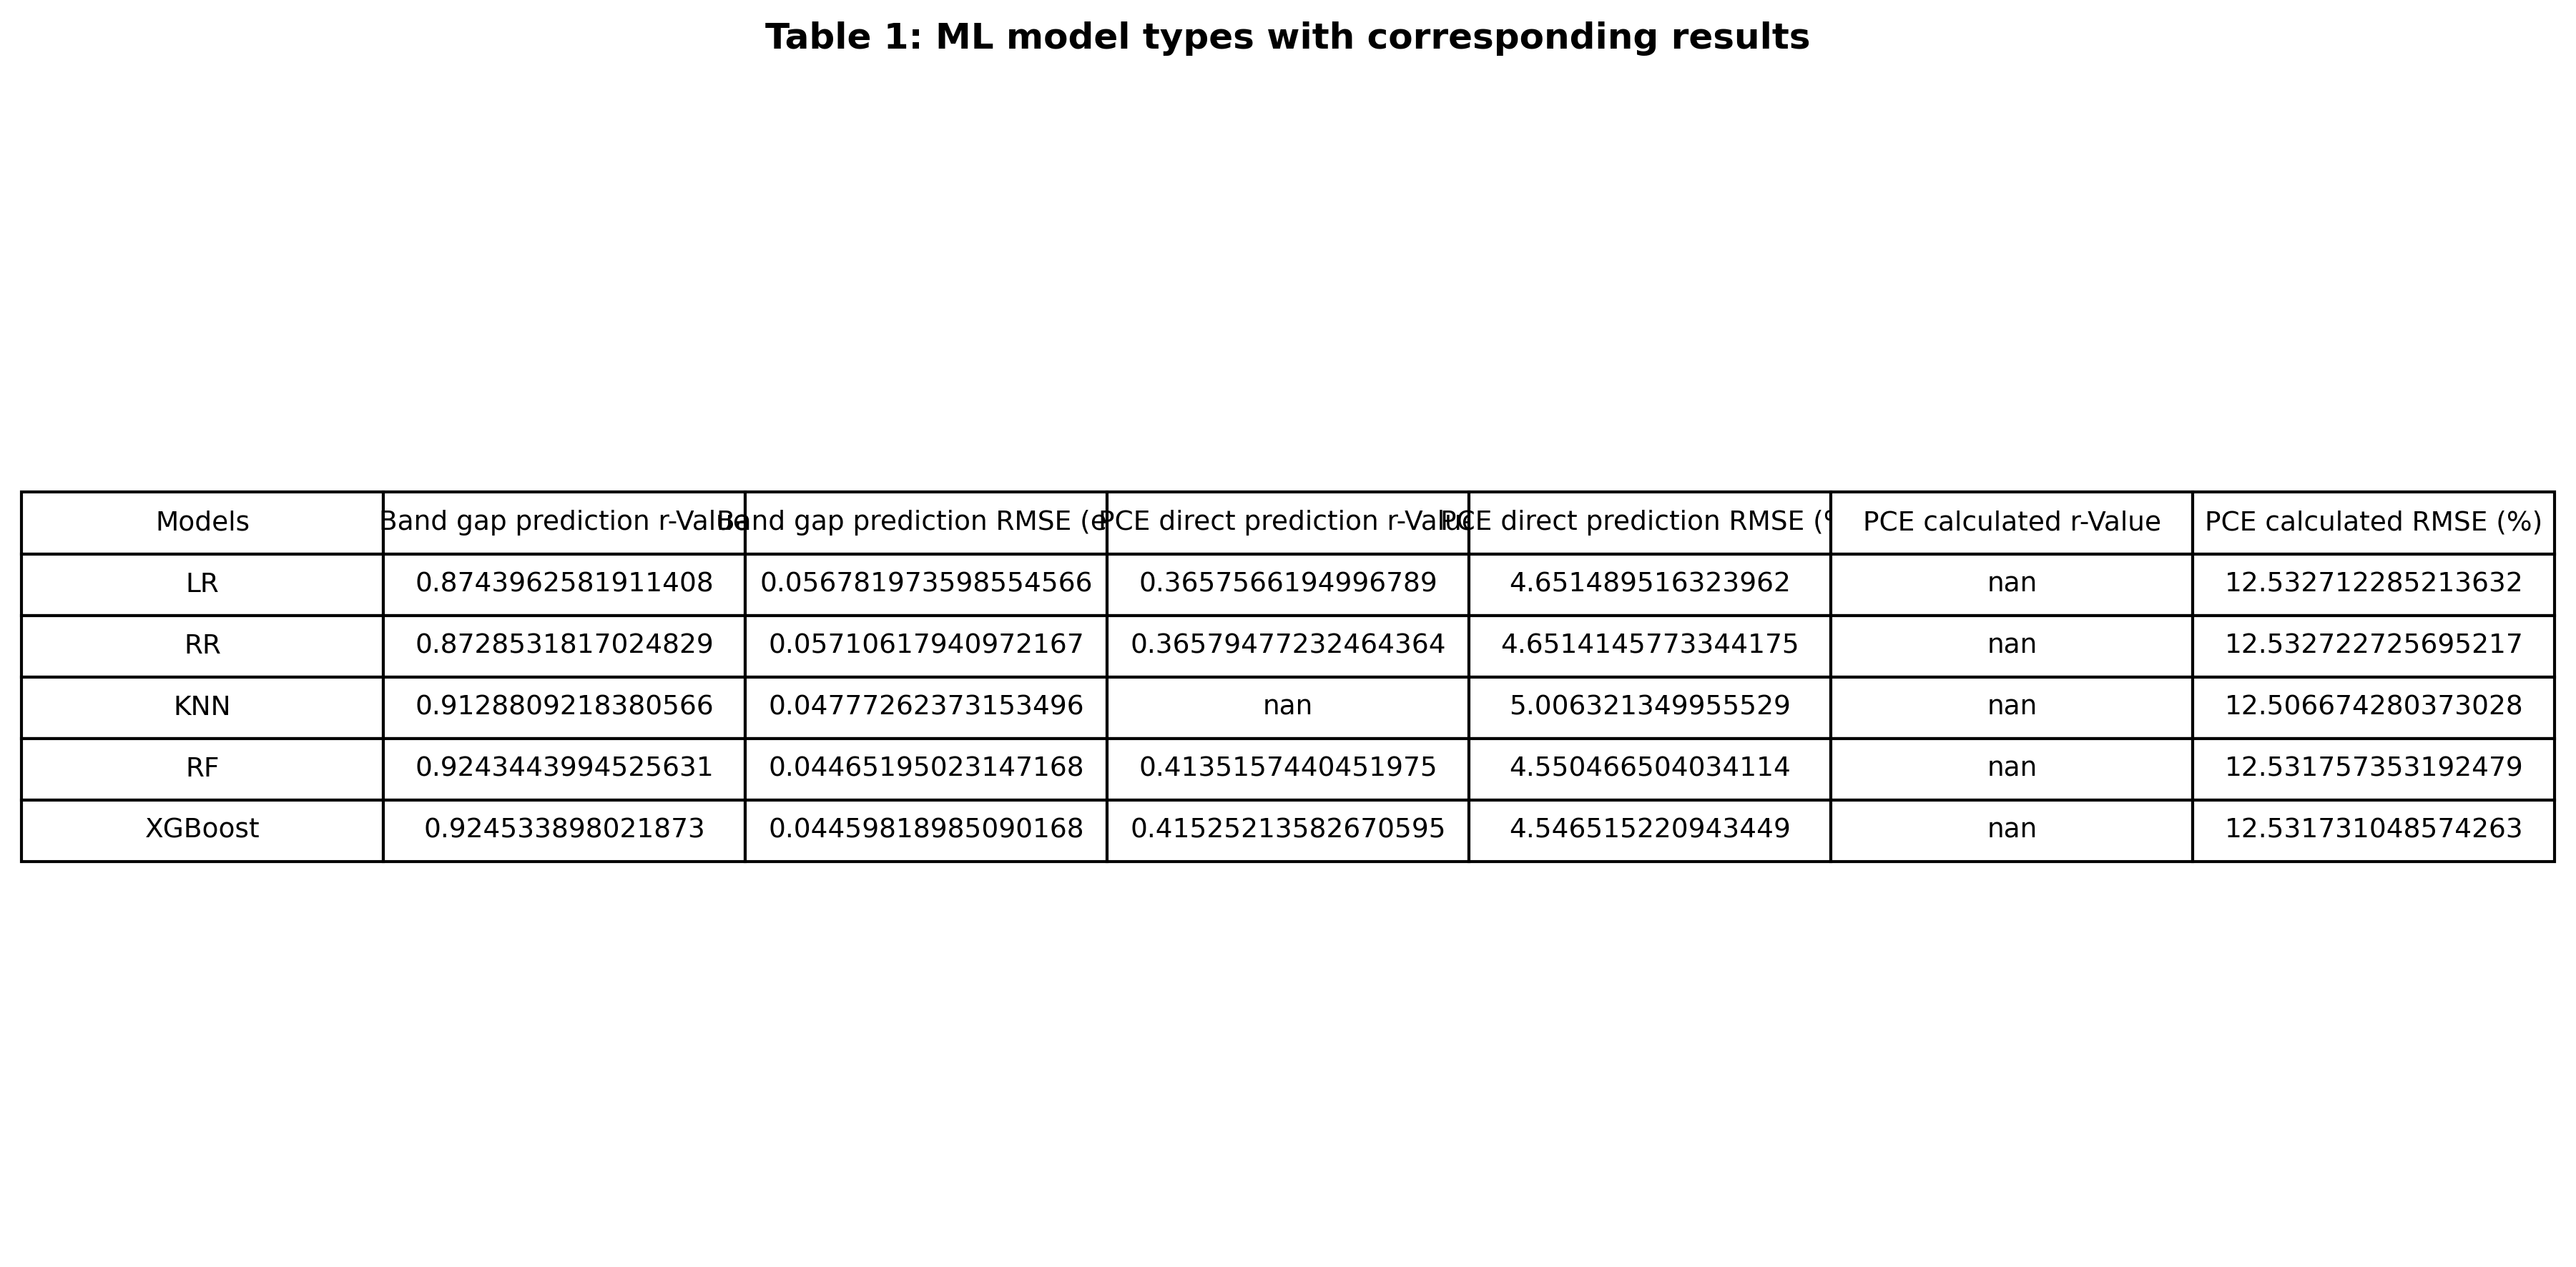 Table 1: ML model types with corresponding results
Models Band gap prediction r-Value Band gap prediction RMSE (e PCE direct prediction r-Valu PCE direct prediction RMSE (% PCE calculated r-Value PCE calculated RMSE (%)
LR 0.8743962581911408 0.056781973598554566 0.3657566194996789 4.651489516323962 nan 12.532712285213632
RR 0.8728531817024829 0.05710617940972167 0.36579477232464364 4.6514145773344175 nan 12.532722725695217
KNN 0.9128809218380566 0.04777262373153496 nan 5.006321349955529 nan 12.506674280373028
RF 0.9243443994525631 0.04465195023147168 0.4135157440451975 4.550466504034114 nan 12.531757353192479
XGBoost 0.924533898021873 0.04459818985090168 0.41525213582670595 4.546515220943449 nan 12.531731048574263